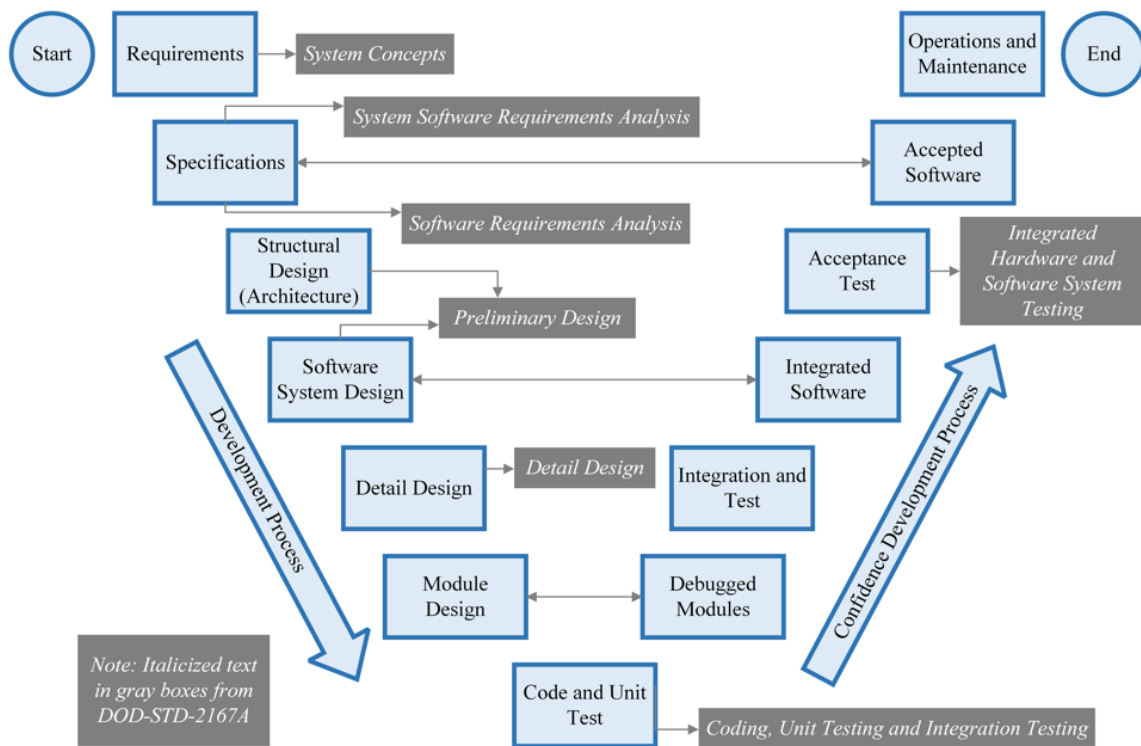 Start
Requirements
System Concepts
Operations and
Maintenance
End
System Software Requirements Analysis
Specifications
Accepted
Software
Software Requirements Analysis
Structural
Design
(Architecture)
Acceptance
Test
Integrated
Hardware and
Software System
Testing
Preliminary Design
Software
System Design
Integrated
Software
Development Process
Confidence Development Process
Detail Design
Detail Design
Integration and
Test
Module
Design
Debugged
Modules
Note: Italicized text
in gray boxes from
DOD-STD-2167A
Code and Unit
Test
Coding, Unit Testing and Integration Testing